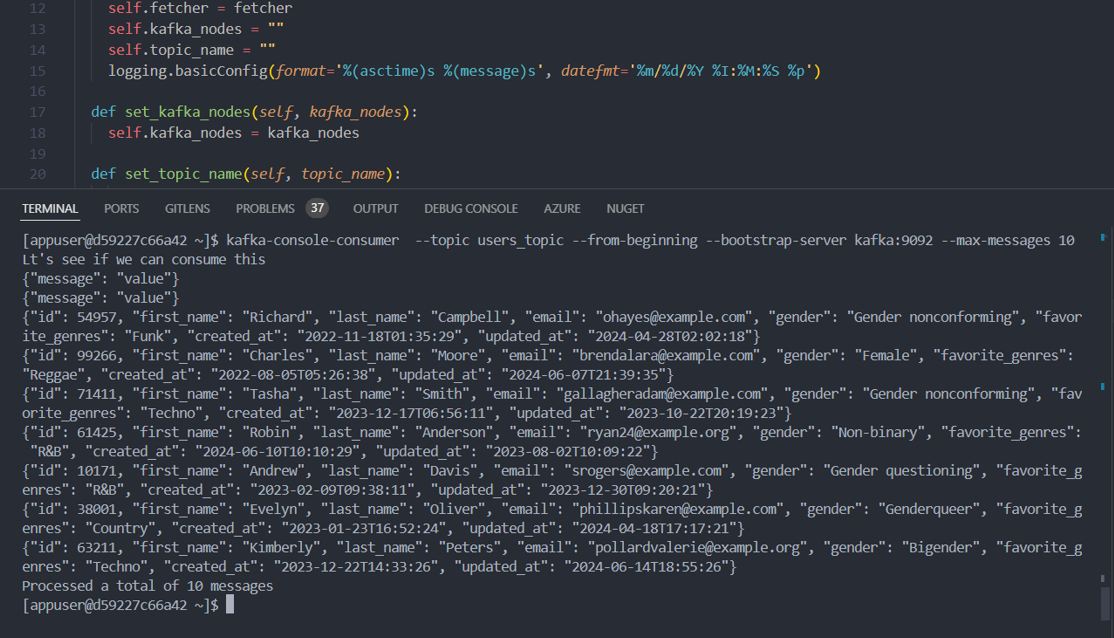 12 self.fetcher = fetcher
13 self.kafka_nodes = ""
14 self.topic_name = ""
15 logging.basicConfig(format='%(asctime)s %(message)s', datefmt='%m/%d/%Y %I:%M:%S %p')
16
17 def set_kafka_nodes(self, kafka_nodes):
18 self.kafka_nodes = kafka_nodes
19
20 def set_topic_name(self, topic_name):
TERMINAL PORTS GITLENS PROBLEMS 37 OUTPUT DEBUG CONSOLE AZURE NUGET
[appuser@d59227c66a42 ~]$ kafka-console-consumer  --topic users_topic --from-beginning --bootstrap-server kafka:9092 --max-messages 10
Lt's see if we can consume this
{"message": "value"}
{"message": "value"}
{"id": 54957, "first_name": "Richard", "last_name": "Campbell", "email": "ohayes@example.com", "gender": "Gender nonconforming", "favor
ite_genres": "Funk", "created_at": "2022-11-18T01:35:29", "updated_at": "2024-04-28T02:02:18"}
{"id": 99266, "first_name": "Charles", "last_name": "Moore", "email": "brendalara@example.com", "gender": "Female", "favorite_genres":
"Reggae", "created_at": "2022-08-05T05:26:38", "updated_at": "2024-06-07T21:39:35"}
{"id": 71411, "first_name": "Tasha", "last_name": "Smith", "email": "gallagheradam@example.com", "gender": "Gender nonconforming", "fav
orite_genres": "Techno", "created_at": "2023-12-17T06:56:11", "updated_at": "2023-10-22T20:19:23"}
{"id": 61425, "first_name": "Robin", "last_name": "Anderson", "email": "ryan24@example.org", "gender": "Non-binary", "favorite_genres":
"R&B", "created_at": "2024-06-10T10:10:29", "updated_at": "2023-08-02T10:09:22"}
{"id": 10171, "first_name": "Andrew", "last_name": "Davis", "email": "srogers@example.com", "gender": "Gender questioning", "favorite_g
enres": "R&B", "created_at": "2023-02-09T09:38:11", "updated_at": "2023-12-30T09:20:21"}
{"id": 38001, "first_name": "Evelyn", "last_name": "Oliver", "email": "phillipskaren@example.com", "gender": "Genderqueer", "favorite_g
enres": "Country", "created_at": "2023-01-23T16:52:24", "updated_at": "2024-04-18T17:17:21"}
{"id": 63211, "first_name": "Kimberly", "last_name": "Peters", "email": "pollardvalerie@example.org", "gender": "Bigender", "favorite_g
enres": "Techno", "created_at": "2023-12-22T14:33:26", "updated_at": "2024-06-14T18:55:26"}
Processed a total of 10 messages
[appuser@d59227c66a42 ~]$